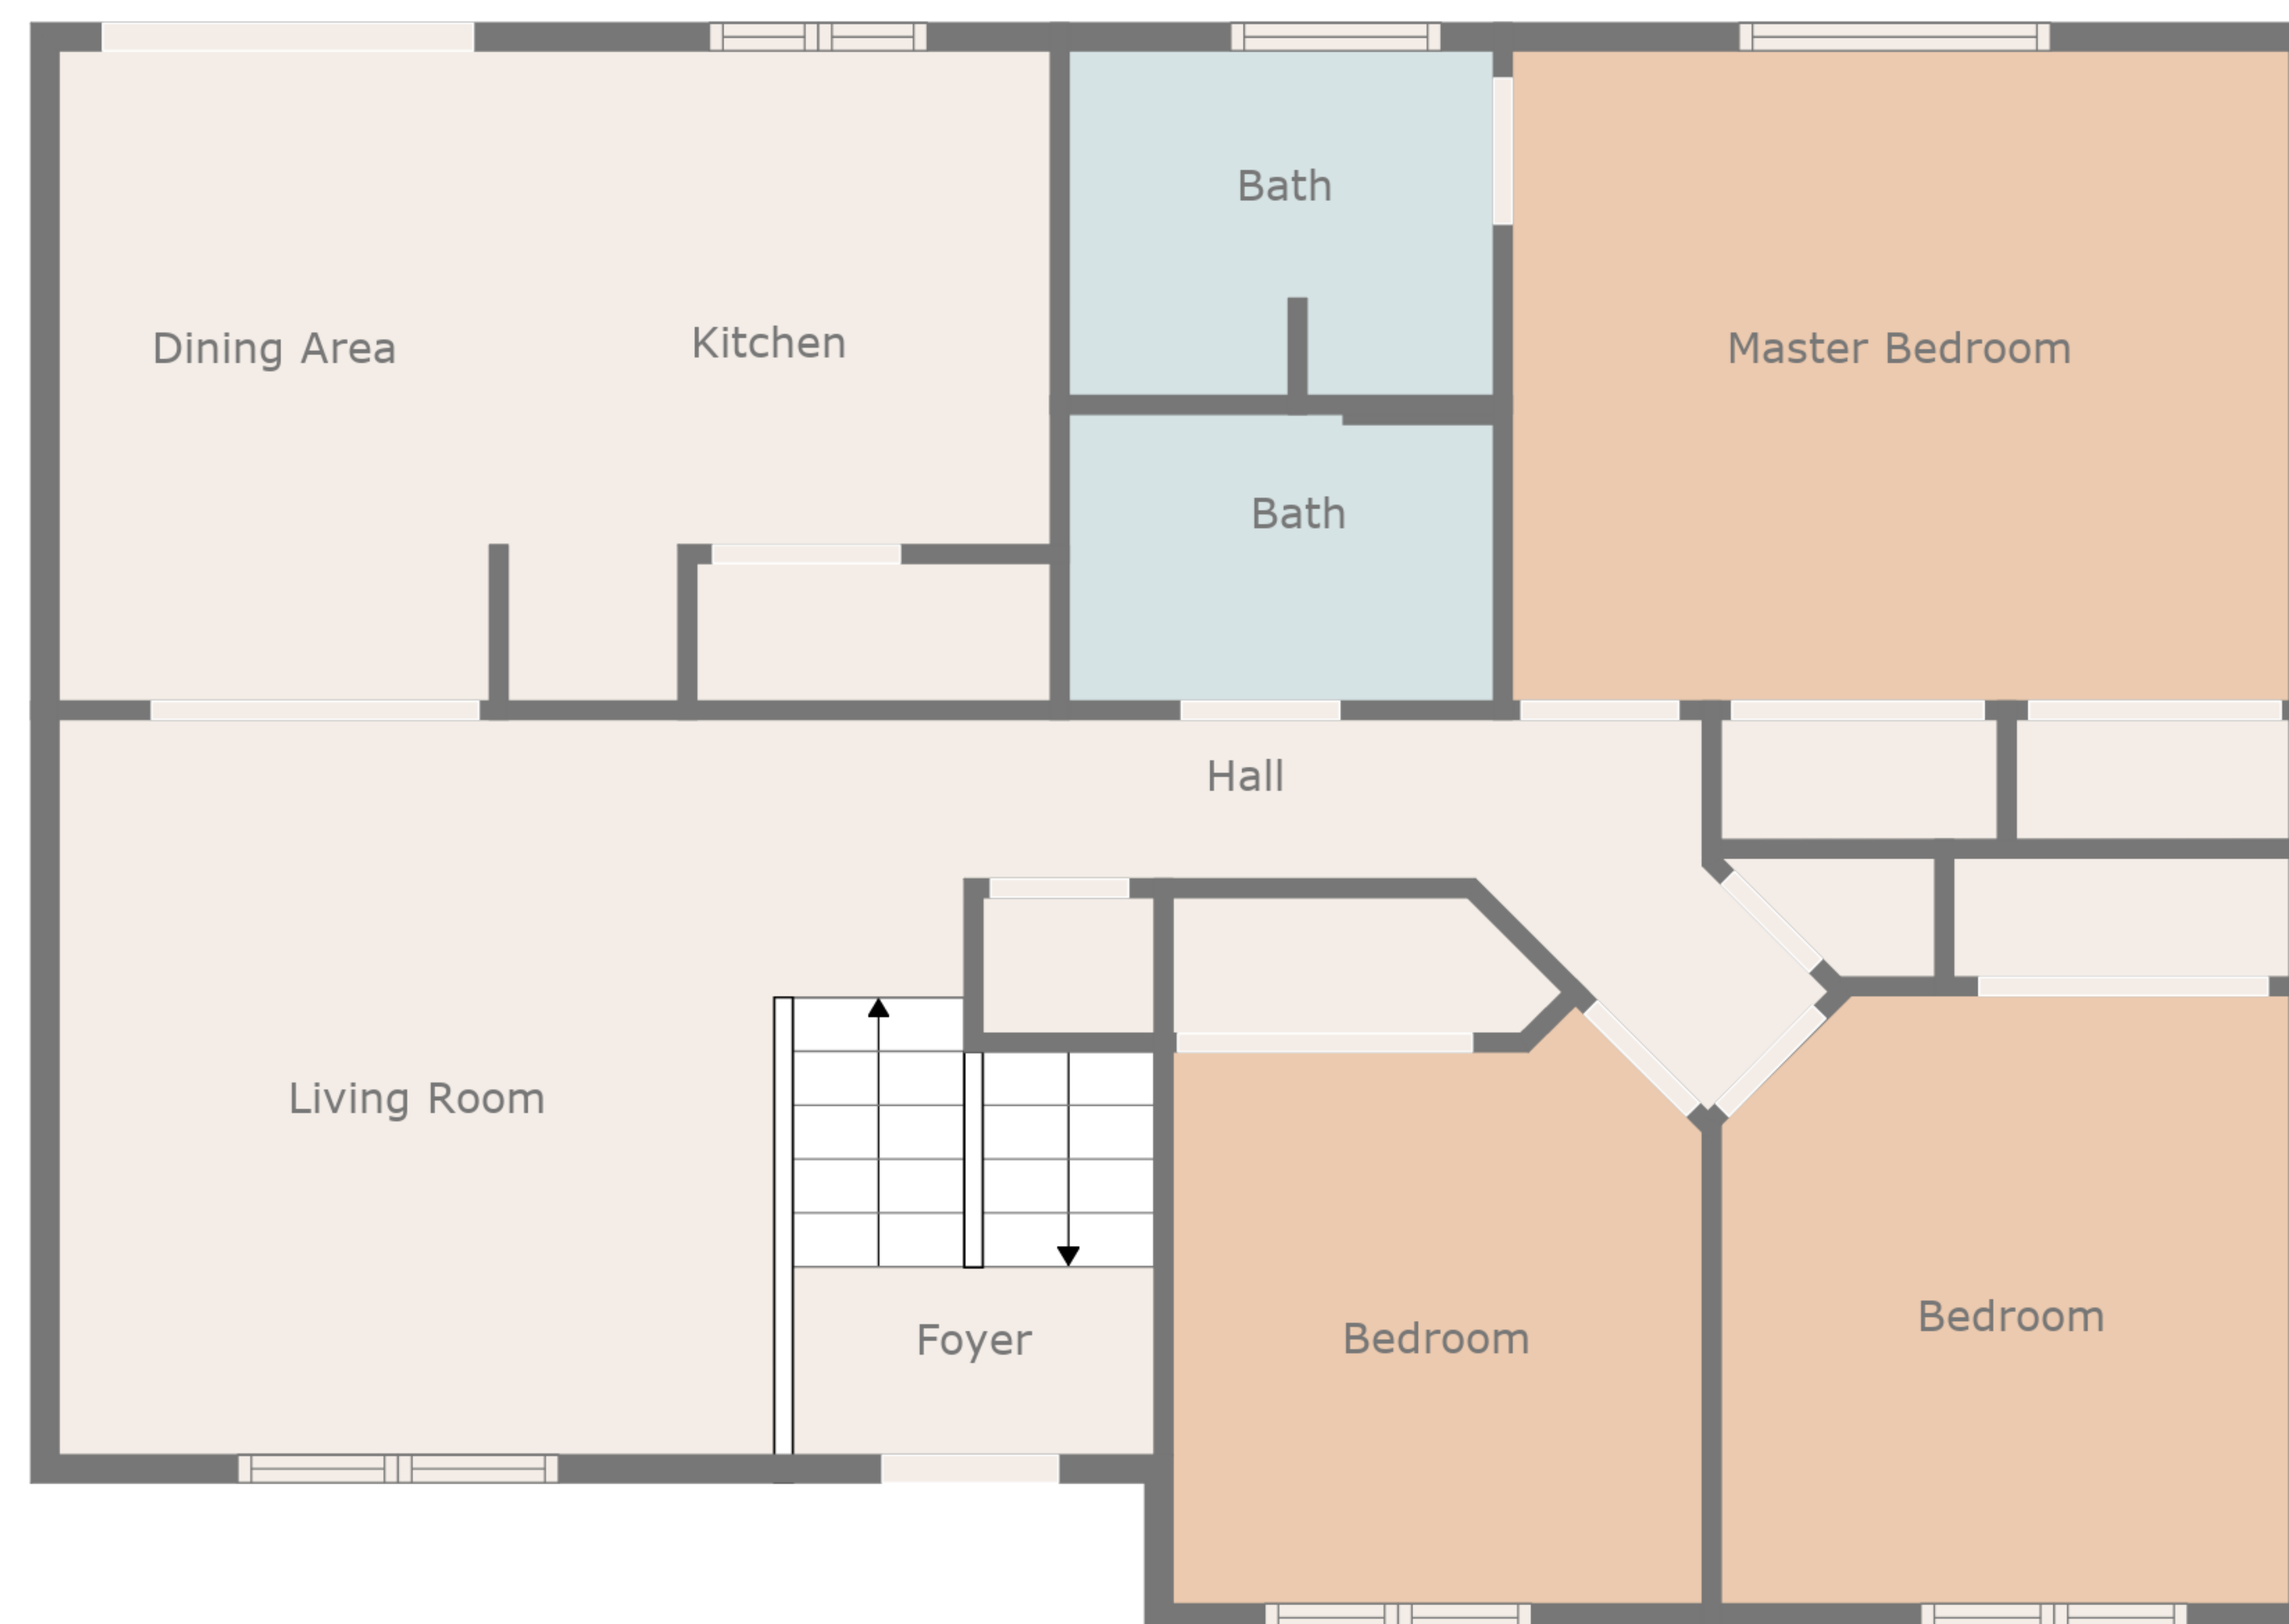 Bath
Dining Area
Kitchen
Master Bedroom
Bath
Hall
Living Room
Foyer
Bedroom
Bedroom